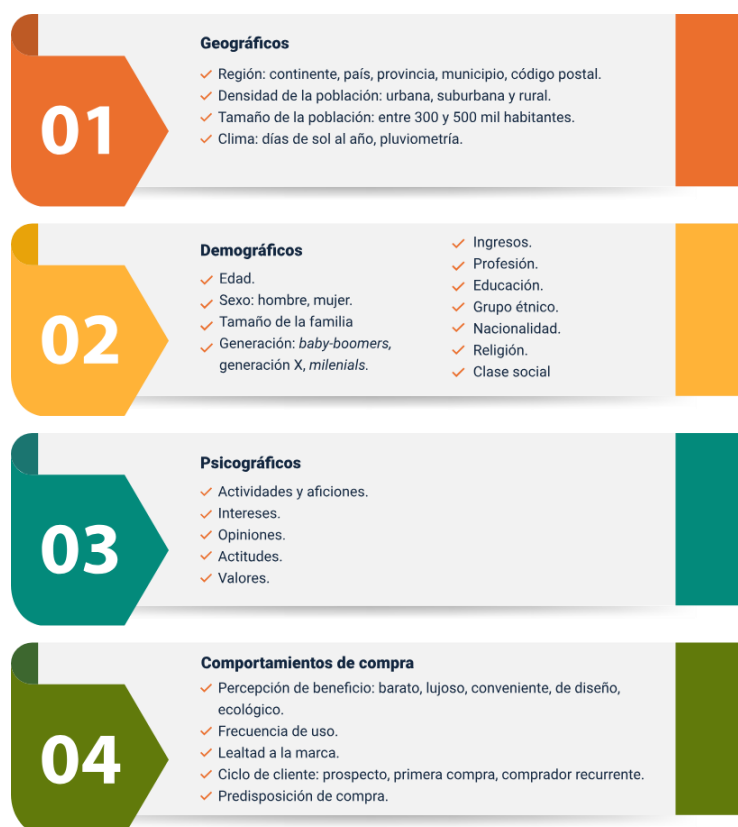 01
Geográficos
Región: continente, país, provincia, municipio, código postal.
Densidad de la población: urbana, suburbana y rural.
Tamaño de la población: entre 300 y 500 mil habitantes.
Clima: días de sol al año, pluviometría.
02
Demográficos
Edad.
Sexo: hombre, mujer.
Tamaño de la familia
Generación: baby-boomers,
generación X, milenials.
Ingresos.
Profesión.
Educación.
Grupo étnico.
Nacionalidad.
Religión.
Clase social
03
Psicográficos
Actividades y aficiones.
Intereses.
Opiniones.
Actitudes.
Valores.
04
Comportamientos de compra
Percepción de beneficio: barato, lujoso, conveniente, de diseño,
ecológico.
Frecuencia de uso.
Lealtad a la marca.
Ciclo de cliente: prospecto, primera compra, comprador recurrente.
Predisposición de compra.